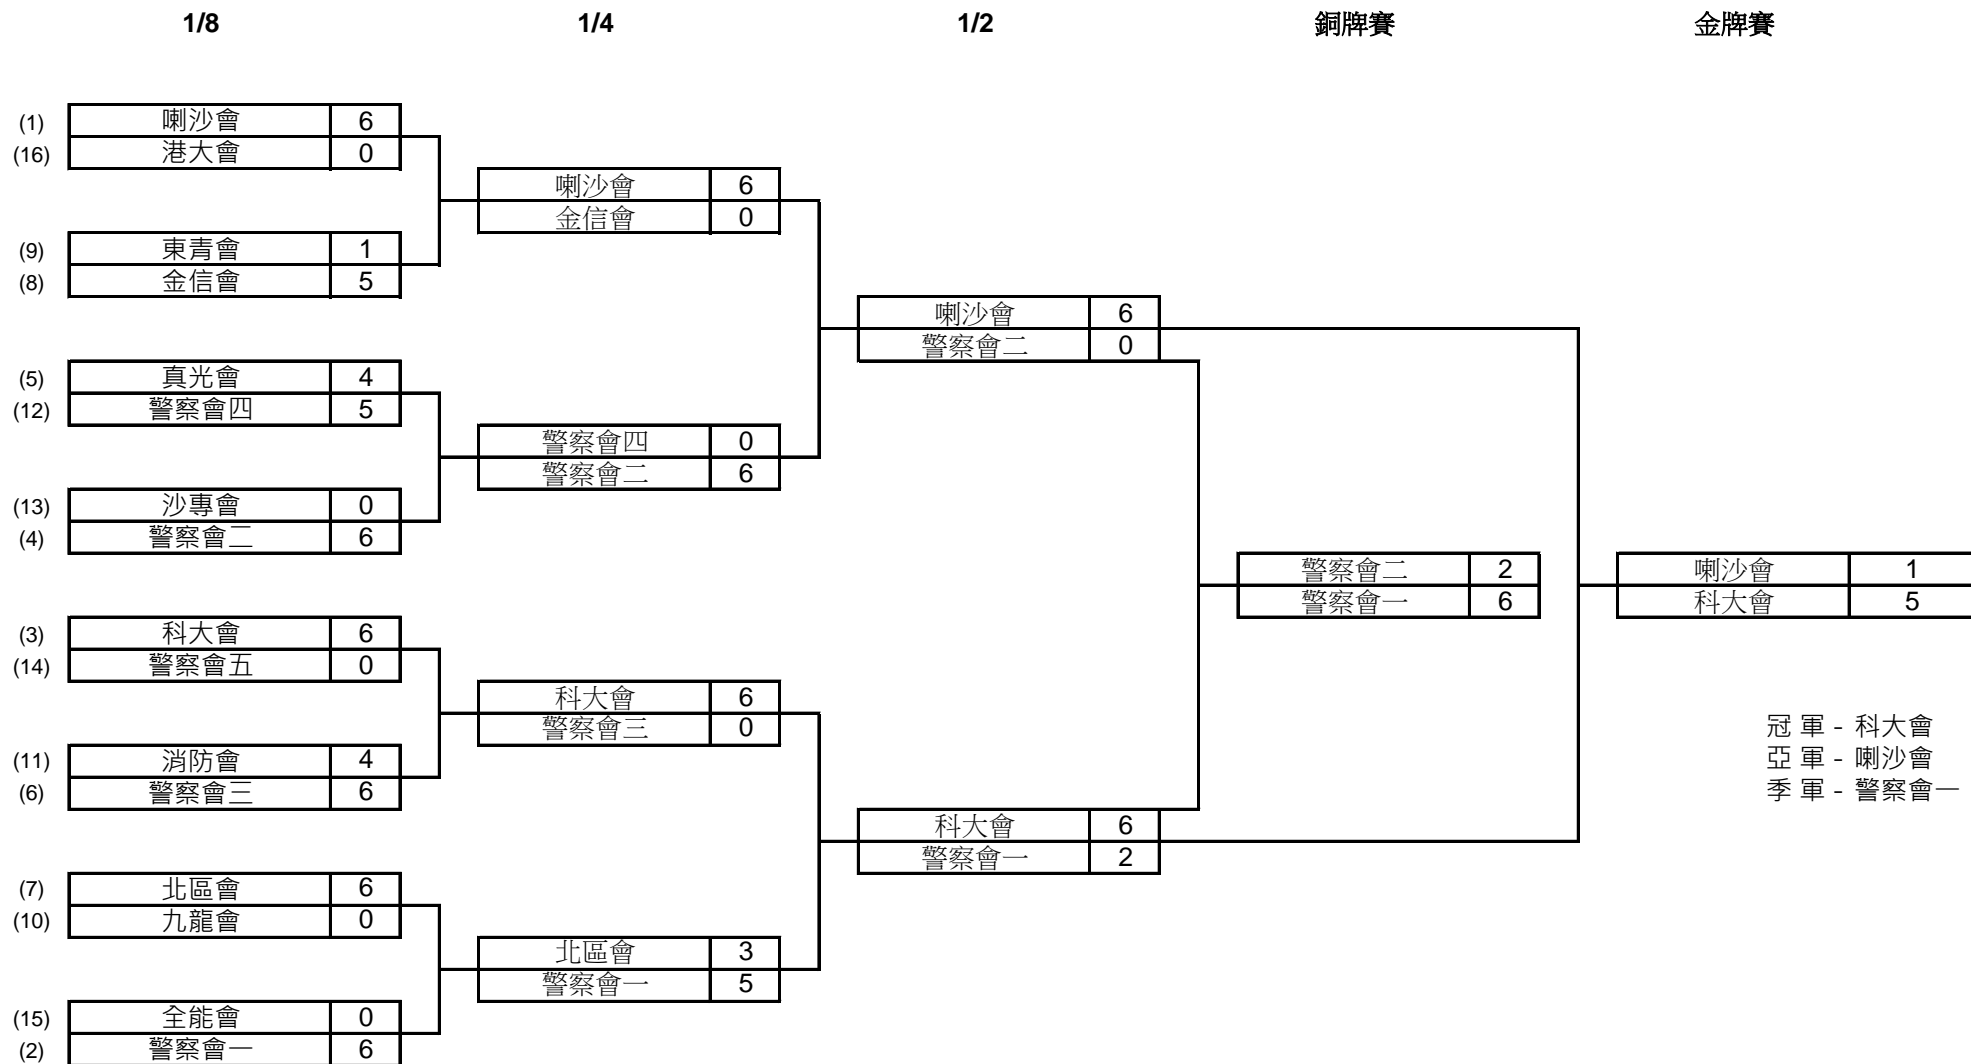 1/8 1/4 1/2 銅牌賽 金牌賽
(1) 喇沙會 6
(16) 港大會 0
喇沙會 6
金信會 0
(9) 東青會 1
(8) 金信會 5
喇沙會 6
警察會二 0
(5) 真光會 4
(12) 警察會四 5
警察會四 0
警察會二 6
(13) 沙專會 0
(4) 警察會二 6
警察會二 2 喇沙會 1
警察會一 6 科大會 5
(3) 科大會 6
(14) 警察會五 0
科大會 6
警察會三 0
冠 軍 - 科大會
亞 軍 - 喇沙會
季 軍 - 警察會一
(11) 消防會 4
(6) 警察會三 6
科大會 6
警察會一 2
(7) 北區會 6
(10) 九龍會 0
北區會 3
警察會一 5
(15) 全能會 0
(2) 警察會一 6